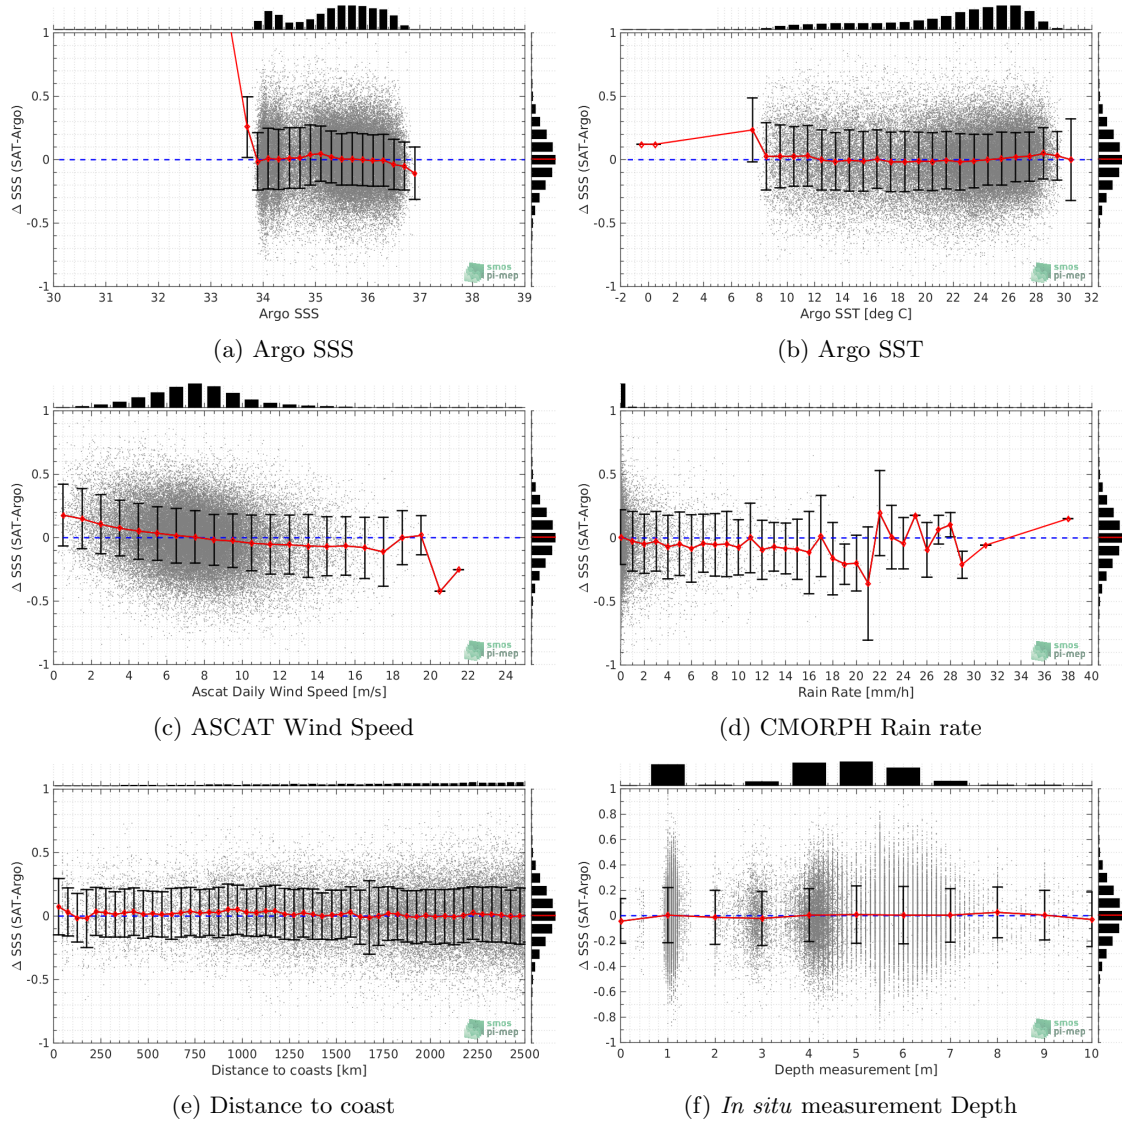 1
0.5
0
-0.5
-1
Δ SSS (SAT-Argo)
30 31 32 33 34 35 36 37 38 39
Argo SSS
smos
pi-mep
(a) Argo SSS
1
0.5
0
-0.5
-1
Δ SSS (SAT-Argo)
-2 0 2 4 6 8 10 12 14 16 18 20 22 24 26 28 30 32
Argo SST [deg C]
smos
pi-mep
(b) Argo SST
1
0.5
0
-0.5
-1
Δ SSS (SAT-Argo)
0 2 4 6 8 10 12 14 16 18 20 22 24
Ascat Daily Wind Speed [m/s]
smos
pi-mep
(c) ASCAT Wind Speed
1
0.5
0
-0.5
-1
Δ SSS (SAT-Argo)
0 2 4 6 8 10 12 14 16 18 20 22 24 26 28 30 32 34 36 38 40
Rain Rate [mm/h]
smos
pi-mep
(d) CMORPH Rain rate
1
0.5
0
-0.5
-1
Δ SSS (SAT-Argo)
0 250 500 750 1000 1250 1500 1750 2000 2250 2500
Distance to coasts [km]
smos
pi-mep
(e) Distance to coast
1
0.8
0.6
0.4
0.2
0
-0.2
-0.4
-0.6
-0.8
-1
Δ SSS (SAT-Argo)
0 1 2 3 4 5 6 7 8 9 10
Depth measurement [m]
smos
pi-mep
(f) In situ measurement Depth